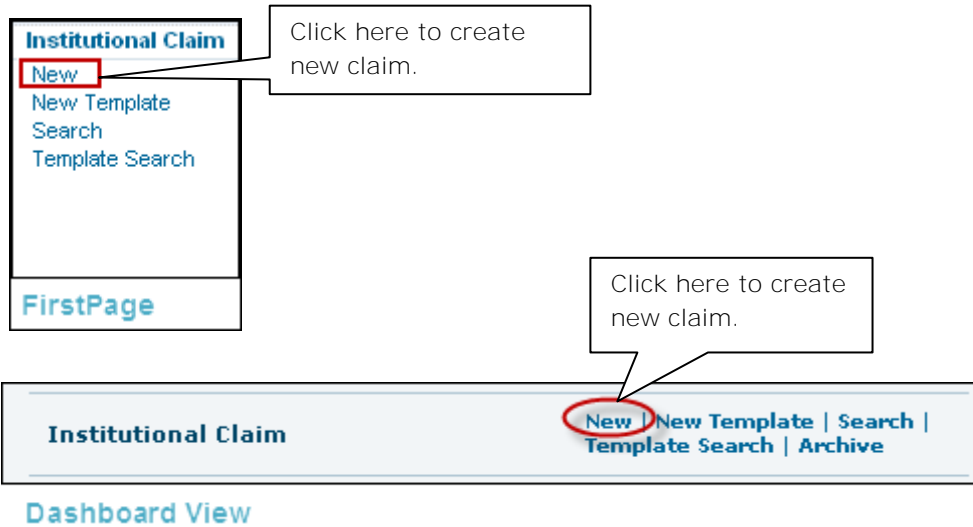 Institutional Claim
New
New Template
Search
Template Search
FirstPage
Click here to create
new claim.
Click here to create
new claim.
Institutional Claim
New | New Template | Search |
Template Search | Archive
Dashboard View